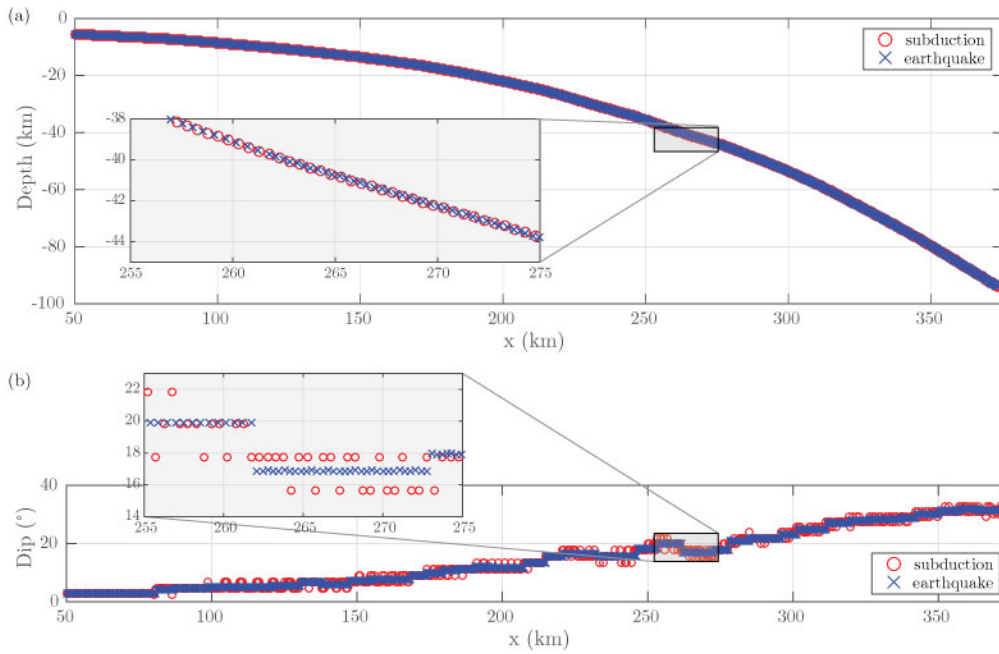 (a)
0
-20
-40
-60
-80
-100
Depth (km)
subduction
earthquake
-38
-40
-42
-44
255 260 265 270 275
50 100 150 200 250 300 350
x (km)
(b)
22
20
18
16
14
255 260 265 270 275
40
20
0
Dip (°)
subduction
earthquake
50 100 150 200 250 300 350
x (km)